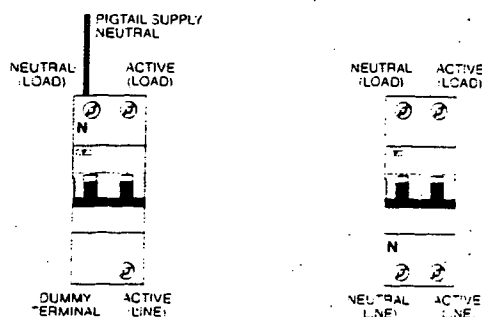 PIGTAIL SUPPLY
NEUTRAL
NEUTRAL
(LOAD)
ACTIVE
(LOAD)
N
DUMMY
TERMINAL
ACTIVE
(LINE)
NEUTRAL
(LOAD)
ACTIVE
(LOAD)
N
NEUTRAL
(LINE)
ACTIVE
(LINE)